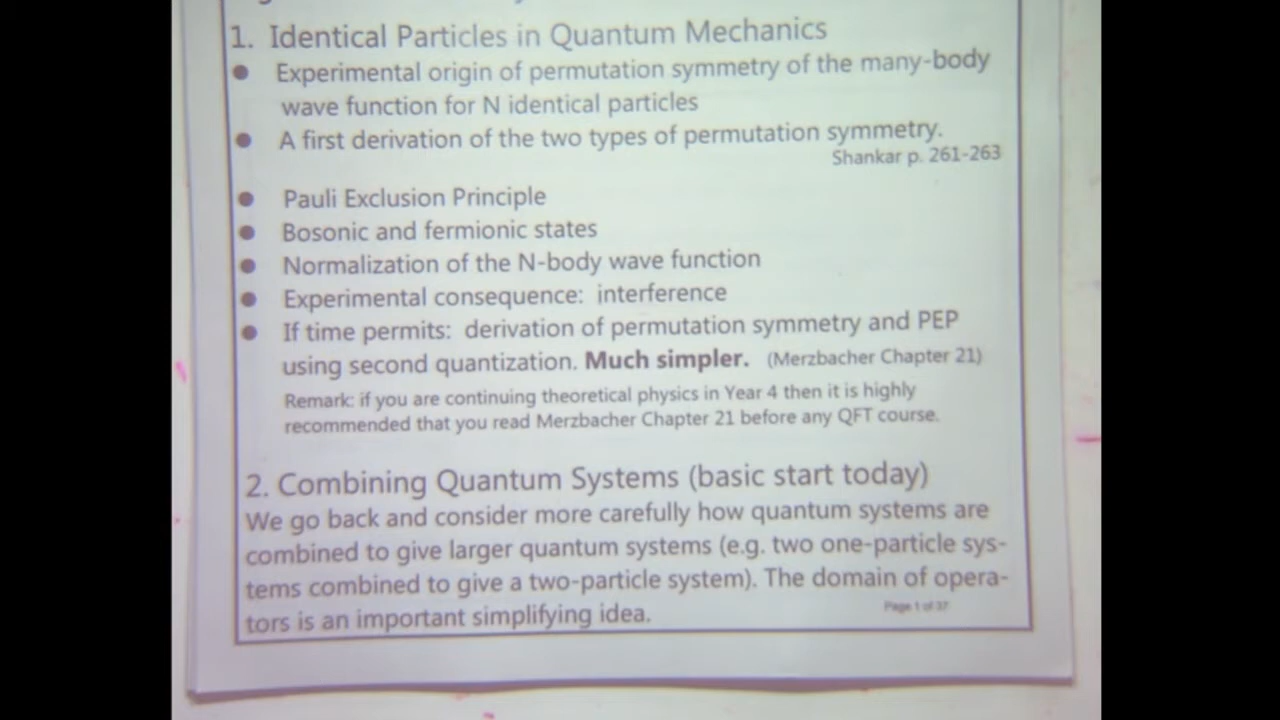 1. Identical Particles in Quantum Mechanics
● Experimental origin of permutation symmetry of the many-body
wave function for N identical particles
● A first derivation of the two types of permutation symmetry.
Shankar p. 261-263
● Pauli Exclusion Principle
● Bosonic and fermionic states
● Normalization of the N-body wave function
● Experimental consequence: interference
● If time permits: derivation of permutation symmetry and PEP
using second quantization. Much simpler. (Merzbacher Chapter 21)
Remark: if you are continuing theoretical physics in Year 4 then it is highly
recommended that you read Merzbacher Chapter 21 before any QFT course.
2. Combining Quantum Systems (basic start today)
We go back and consider more carefully how quantum systems are
combined to give larger quantum systems (e.g. two one-particle sys-
tems combined to give a two-particle system). The domain of opera-
tors is an important simplifying idea.
Page 1 of 37